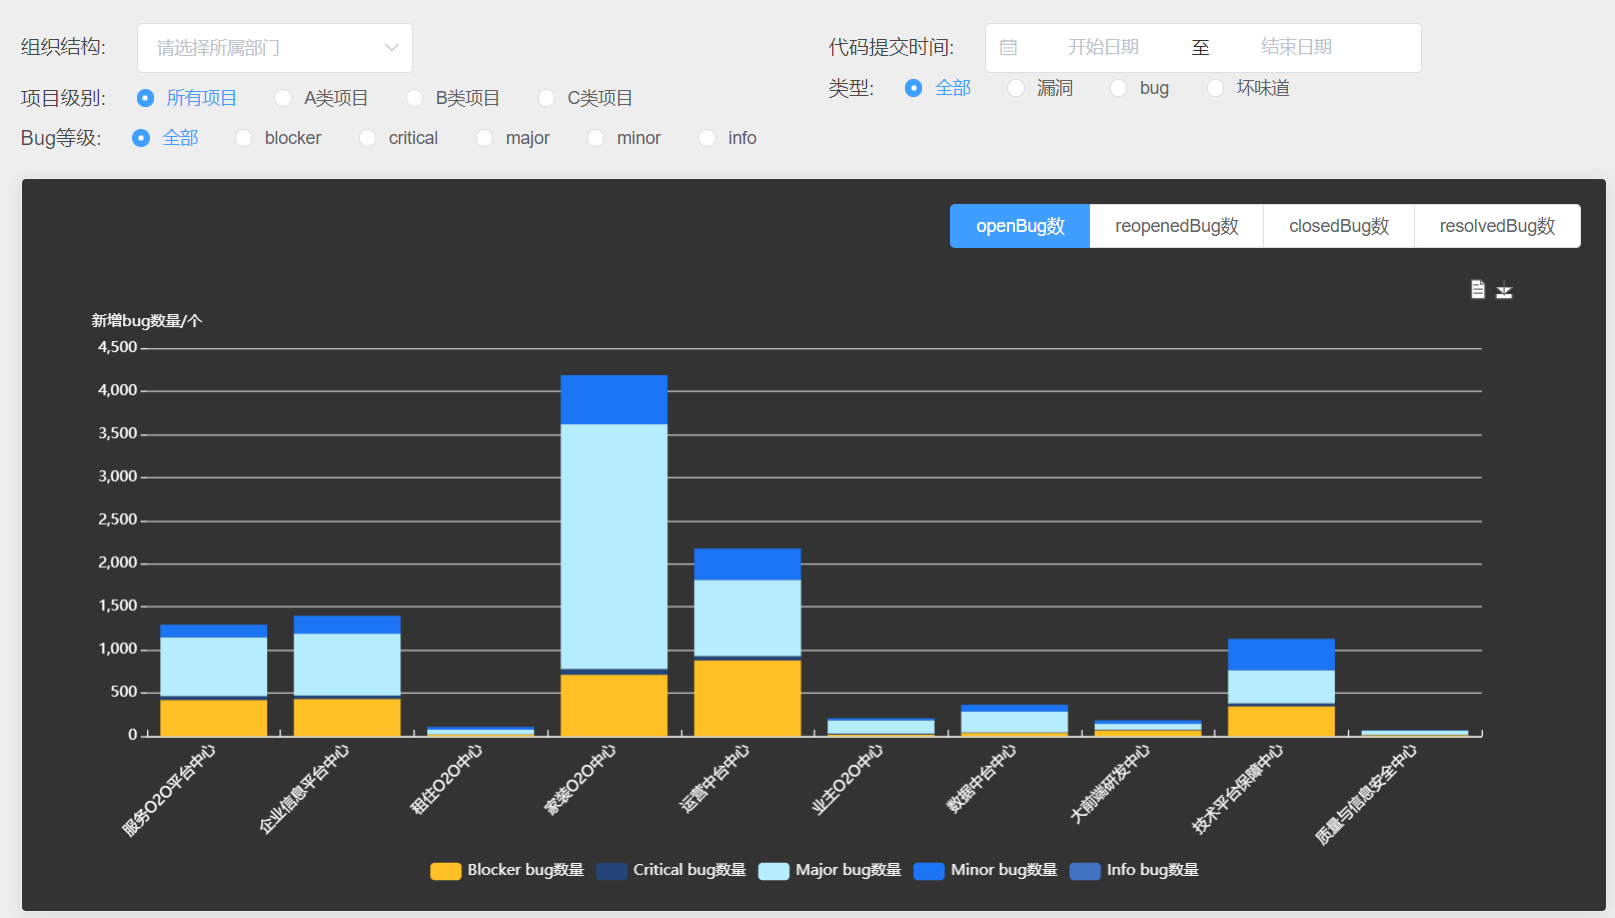 组织结构: 请选择所属部门
代码提交时间: 开始日期 至 结束日期
项目级别: 所有项目 A类项目 B类项目 C类项目
类型: 全部 漏洞 bug 坏味道
Bug等级: 全部 blocker critical major minor info
openBug数 reopenedBug数 closedBug数 resolvedBug数
新增bug数量/个
4,500
4,000
3,500
3,000
2,500
2,000
1,500
1,000
500
0
服务O2O平台中心
企业信息平台中心
租住O2O中心
家装O2O中心
运营中台中心
业主O2O中心
数据中台中心
大前端研发中心
技术平台保障中心
质量与信息安全中心
Blocker bug数量 Critical bug数量 Major bug数量 Minor bug数量 Info bug数量